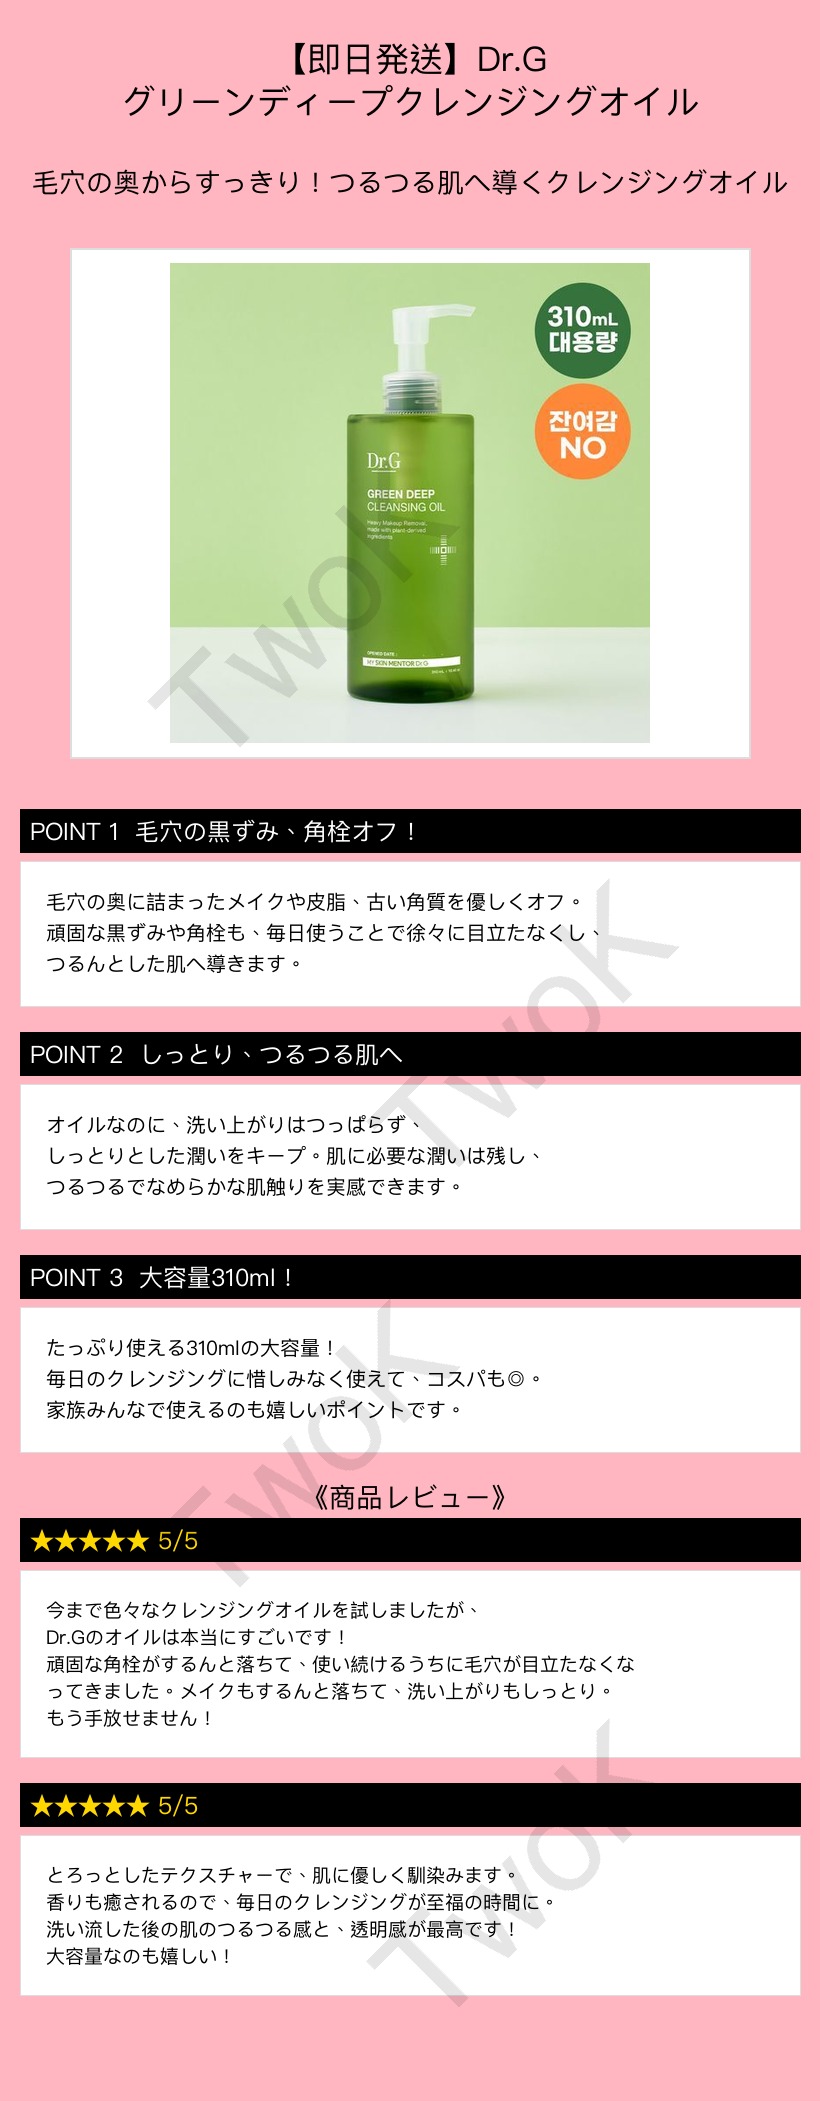 【即日発送】Dr.G
グリーンディープクレンジングオイル
毛穴の奥からすっきり！つるつる肌へ導くクレンジングオイル
310mL
대용량
잔여감
NO
Dr.G
GREEN DEEP
CLEANSING OIL
Heavy Makeup Removal,
made with plant-derived
ingredients
OPENED DATE :
MY SKIN MENTOR Dr.G
TwoK
POINT 1 毛穴の黒ずみ、角栓オフ！
毛穴の奥に詰まったメイクや皮脂、古い角質を優しくオフ。
頑固な黒ずみや角栓も、毎日使うことで徐々に目立たなくし、
つるんとした肌へ導きます。
TwoK
POINT 2 しっとり、つるつる肌へ
オイルなのに、洗い上がりはつっぱらず、
しっとりとした潤いをキープ。肌に必要な潤いは残し、
つるつるでなめらかな肌触りを実感できます。
POINT 3 大容量310ml！
たっぷり使える310mlの大容量！
毎日のクレンジングに惜しみなく使えて、コスパも◎。
家族みんなで使えるのも嬉しいポイントです。
TwoK
《商品レビュー》
★★★★★ 5/5
今まで色々なクレンジングオイルを試しましたが、
Dr.Gのオイルは本当にすごいです！
頑固な角栓がするんと落ちて、使い続けるうちに毛穴が目立たなくな
ってきました。メイクもするんと落ちて、洗い上がりもしっとり。
もう手放せません！
★★★★★ 5/5
とろっとしたテクスチャーで、肌に優しく馴染みます。
香りも癒されるので、毎日のクレンジングが至福の時間に。
洗い流した後の肌のつるつる感と、透明感が最高です！
大容量なのも嬉しい！
TwoK